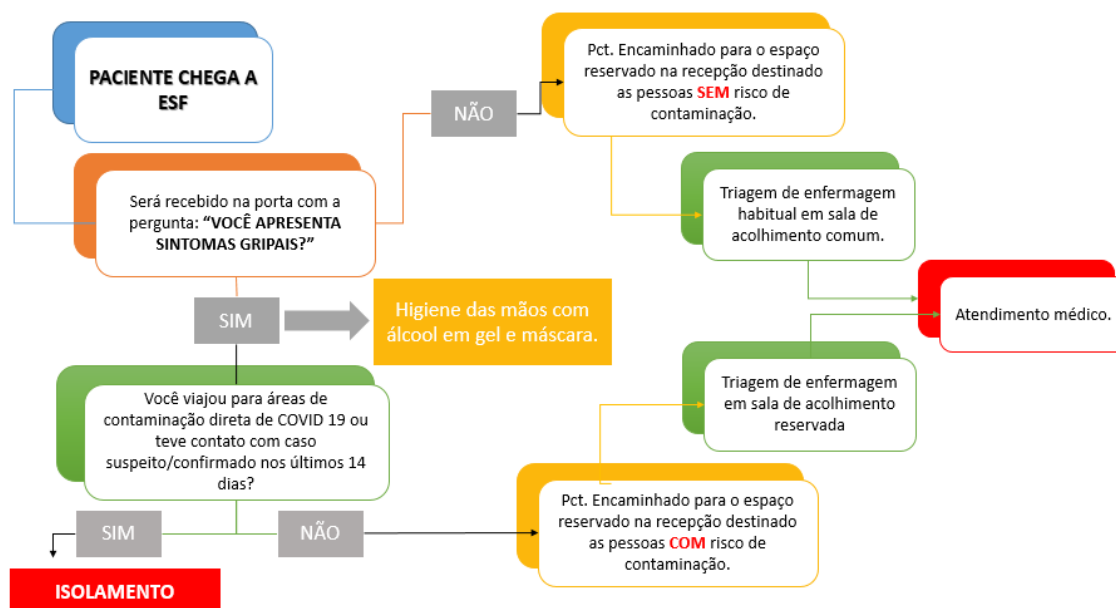 PACIENTE CHEGA A
ESF
Será recebido na porta com a
pergunta: “VOCÊ APRESENTA
SINTOMAS GRIPAIS?”
NÃO
Pct. Encaminhado para o espaço
reservado na recepção destinado
as pessoas SEM risco de
contaminação.
Triagem de enfermagem
habitual em sala de
acolhimento comum.
Atendimento médico.
SIM
Higiene das mãos com
álcool em gel e máscara.
Você viajou para áreas de
contaminação direta de COVID 19 ou
teve contato com caso
suspeito/confirmado nos últimos 14
dias?
Triagem de enfermagem
em sala de acolhimento
reservada
SIM
NÃO
Pct. Encaminhado para o espaço
reservado na recepção destinado
as pessoas COM risco de
contaminação.
ISOLAMENTO